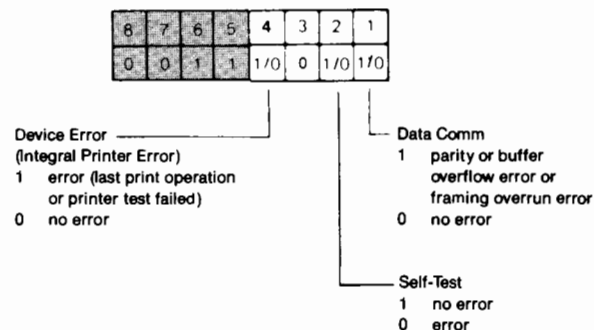 8 7 6 5 4 3 2 1
0 0 1 1 1/0 0 1/0 1/0
Device Error
(Integral Printer Error)
1 error (last print operation
or printer test failed)
0 no error
Data Comm
1 parity or buffer
overflow error or
framing overrun error
0 no error
Self-Test
1 no error
0 error